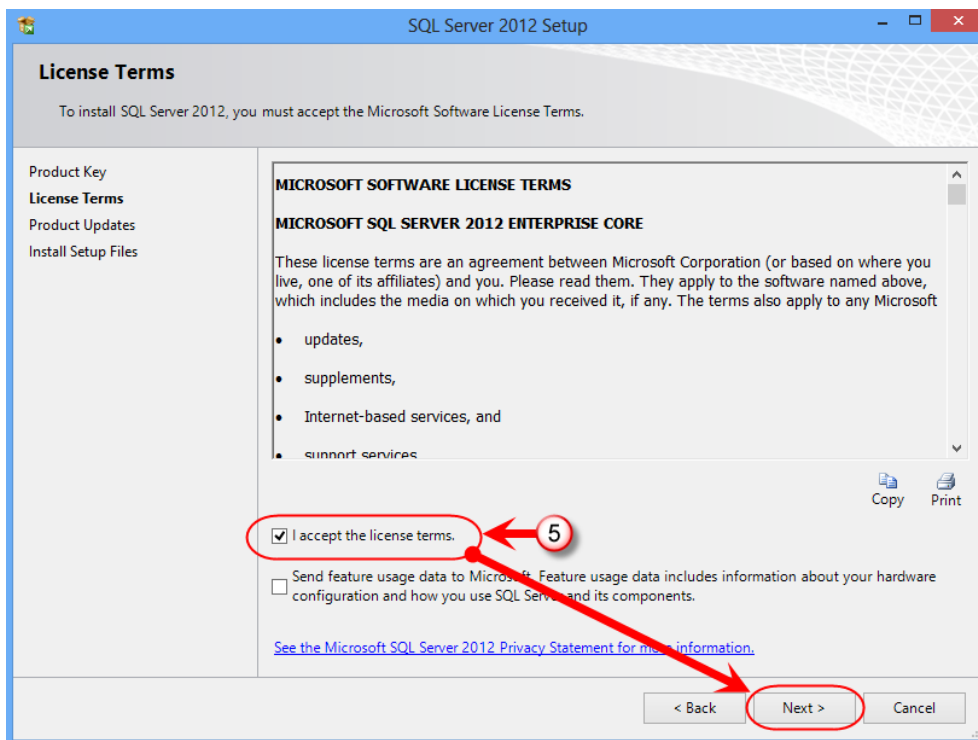 SQL Server 2012 Setup
License Terms
To install SQL Server 2012, you must accept the Microsoft Software License Terms.
Product Key
License Terms
Product Updates
Install Setup Files
MICROSOFT SOFTWARE LICENSE TERMS
MICROSOFT SQL SERVER 2012 ENTERPRISE CORE
These license terms are an agreement between Microsoft Corporation (or based on where you
live, one of its affiliates) and you. Please read them. They apply to the software named above,
which includes the media on which you received it, if any. The terms also apply to any Microsoft
• updates,
• supplements,
• Internet-based services, and
• support services
Copy Print
I accept the license terms.
5
Send feature usage data to Microsoft. Feature usage data includes information about your hardware
configuration and how you use SQL Server and its components.
See the Microsoft SQL Server 2012 Privacy Statement for more information.
< Back Next > Cancel